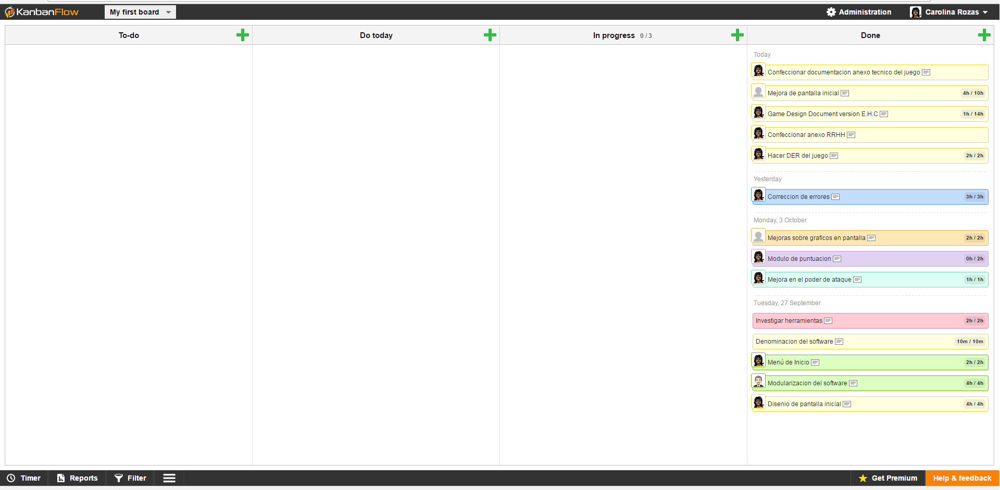 KanbanFlow
My first board
Administration
Carolina Rozas
To-do
Do today
In progress 0 / 3
Done
Today
Confeccionar documentacion anexo tecnico del juego
Mejora de pantalla inicial 4h / 10h
Game Design Document version E.H.C 1h / 14h
Confeccionar anexo RRHH
Hacer DER del juego 2h / 2h
Yesterday
Correccion de errores 3h / 3h
Monday, 3 October
Mejoras sobre graficos en pantalla 2h / 2h
Modulo de puntuacion 0h / 2h
Mejora en el poder de ataque 1h / 1h
Tuesday, 27 September
Investigar herramientas 2h / 2h
Denominacion del software 10m / 10m
Menú de Inicio 2h / 2h
Modularizacion del software 4h / 4h
Disenio de pantalla inicial 4h / 4h
Timer
Reports
Filter
Get Premium
Help & feedback